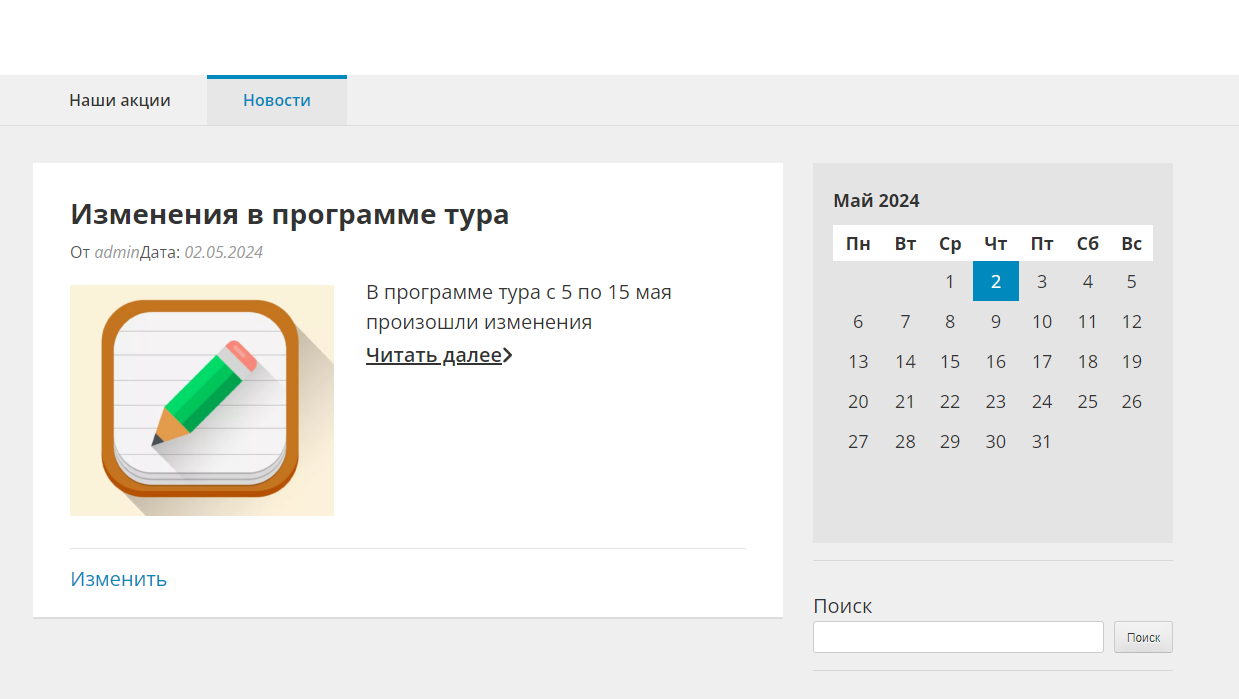 Наши акции Новости
Изменения в программе тура
От adminДата: 02.05.2024
В программе тура с 5 по 15 мая
произошли изменения
Читать далее
Изменить
Май 2024
Пн Вт Ср Чт Пт Сб Вс
1 2 3 4 5
6 7 8 9 10 11 12
13 14 15 16 17 18 19
20 21 22 23 24 25 26
27 28 29 30 31
Поиск
Поиск